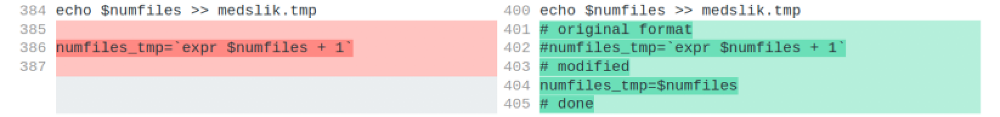 384 echo $numfiles >> medslik.tmp
385
386 numfiles_tmp=`expr $numfiles + 1`
387
400 echo $numfiles >> medslik.tmp
401 # original format
402 #numfiles_tmp=`expr $numfiles + 1`
403 # modified
404 numfiles_tmp=$numfiles
405 # done